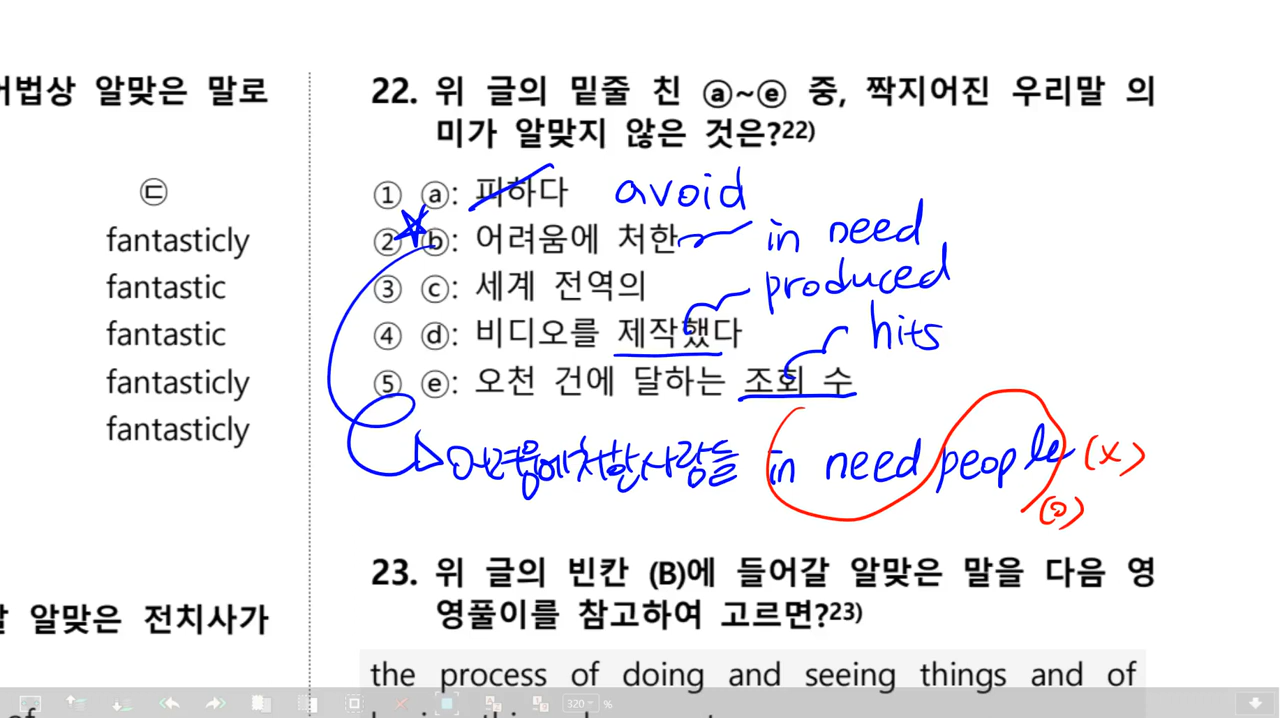 어법상 알맞은 말로
ㄷ
fantasticly
fantastic
fantastic
fantasticly
fantasticly
알맞은 전치사가
22. 위 글의 밑줄 친 ⓐ~ⓔ 중, 짝지어진 우리말 의
미가 알맞지 않은 것은?22)
① ⓐ: 피하다 avoid
② ⓑ: 어려움에 처한 in need
③ ⓒ: 세계 전역의 produced
④ ⓓ: 비디오를 제작했다 hits
⑤ ⓔ: 오천 건에 달하는 조회 수
어려움에 처한 사람들 in need people (x)
(o)
23. 위 글의 빈칸 (B)에 들어갈 알맞은 말을 다음 영
영풀이를 참고하여 고르면?23)
the process of doing and seeing things and of
320 %